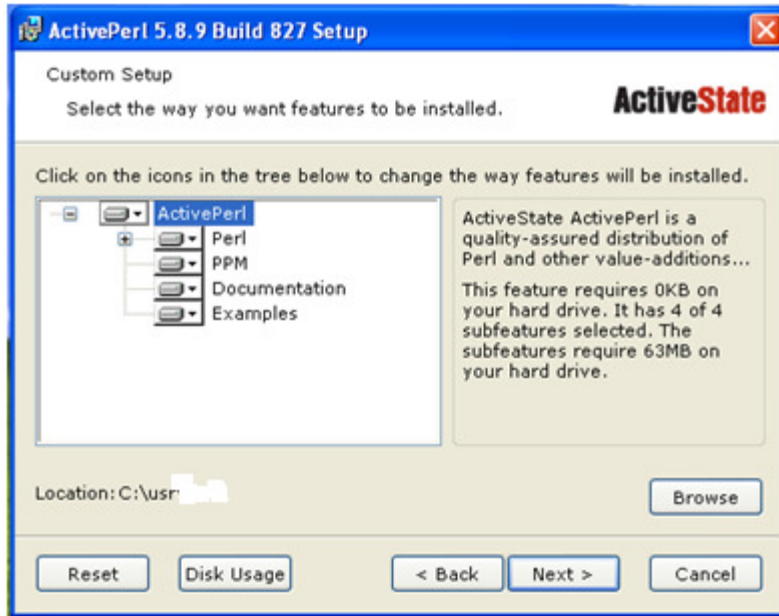 ActivePerl 5.8.9 Build 827 Setup
Custom Setup
Select the way you want features to be installed.
ActiveState
Click on the icons in the tree below to change the way features will be installed.
ActivePerl
Perl
PPM
Documentation
Examples
ActiveState ActivePerl is a
quality-assured distribution of
Perl and other value-additions...
This feature requires 0KB on
your hard drive. It has 4 of 4
subfeatures selected. The
subfeatures require 63MB on
your hard drive.
Location: C:\usr
Browse
Reset
Disk Usage
< Back
Next >
Cancel